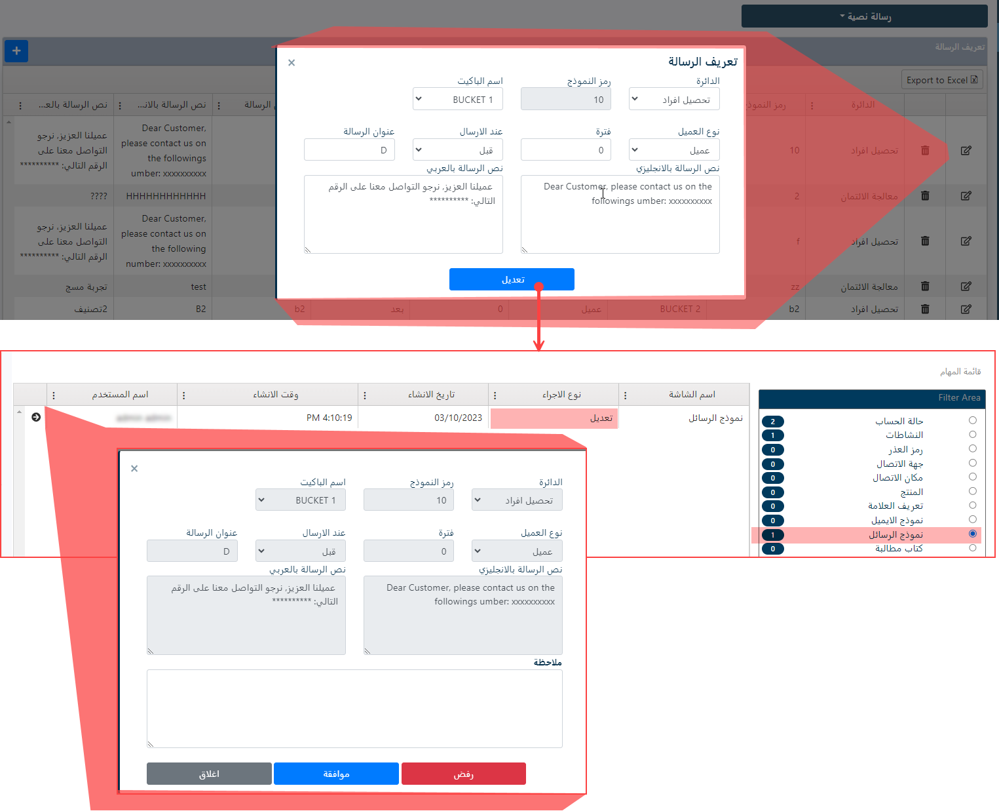 رسالة نصية
تعريف الرسالة
+
Export to Excel
الدائرة
رمز النموذج
الرسالة
نص الرسالة بالانـ...
نص الرسالة بالعـ...
تحصيل افراد
10
Dear Customer,
please contact us on
the followings
umber: xxxxxxxxxx
عميلنا العزيز, نرجو
التواصل معنا على
الرقم التالي: **********
معالجة الائتمان
2
HHHHHHHHHHHH
????
تحصيل افراد
f
Dear Customer,
please contact us on
the following
number: xxxxxxxxxx
عميلنا العزيز, نرجو
التواصل معنا على
الرقم التالي: **********
معالجة الائتمان
zz
test
تجربة مسج
تحصيل افراد
b2
BUCKET 2
عميل
0
بعد
b2
B2
تصنيف2
تعريف الرسالة
×
الدائرة
رمز النموذج
اسم الباكيت
تحصيل افراد
10
BUCKET 1
نوع العميل
فترة
عند الارسال
عنوان الرسالة
عميل
0
قبل
D
نص الرسالة بالانجليزي
نص الرسالة بالعربي
Dear Customer, please contact us on the
followings umber: xxxxxxxxxx
عميلنا العزيز, نرجو التواصل معنا على الرقم
التالي: **********
تعديل
قائمة المهام
Filter Area
حالة الحساب 2
النشاطات 1
رمز العذر 0
جهة الاتصال 0
مكان الاتصال 0
المنتج 0
تعريف العلامة 0
نموذج الايميل 0
نموذج الرسائل 1
كتاب مطالبة 0
اسم الشاشة
نوع الاجراء
تاريخ الانشاء
وقت الانشاء
اسم المستخدم
نموذج الرسائل
تعديل
03/10/2023
PM 4:10:19
admin admin
×
الدائرة
رمز النموذج
اسم الباكيت
تحصيل افراد
10
BUCKET 1
نوع العميل
فترة
عند الارسال
عنوان الرسالة
عميل
0
قبل
D
نص الرسالة بالانجليزي
نص الرسالة بالعربي
Dear Customer, please contact us on the
followings umber: xxxxxxxxxx
عميلنا العزيز, نرجو التواصل معنا على الرقم
التالي: **********
ملاحظة
رفض
موافقة
اغلاق